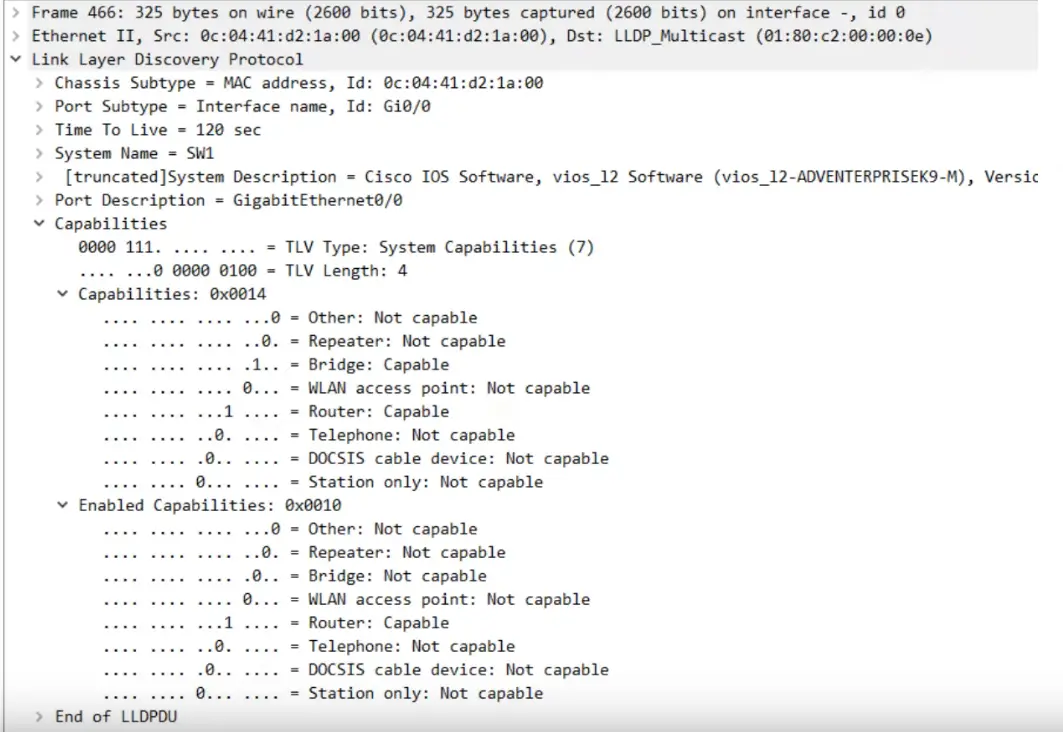 Frame 466: 325 bytes on wire (2600 bits), 325 bytes captured (2600 bits) on interface -, id 0
Ethernet II, Src: 0c:04:41:d2:1a:00 (0c:04:41:d2:1a:00), Dst: LLDP_Multicast (01:80:c2:00:00:0e)
Link Layer Discovery Protocol
Chassis Subtype = MAC address, Id: 0c:04:41:d2:1a:00
Port Subtype = Interface name, Id: Gi0/0
Time To Live = 120 sec
System Name = SW1
[truncated]System Description = Cisco IOS Software, vios_l2 Software (vios_l2-ADVENTERPRISEK9-M), Versic
Port Description = GigabitEthernet0/0
Capabilities
0000 111. .... .... = TLV Type: System Capabilities (7)
.... ...0 0000 0100 = TLV Length: 4
Capabilities: 0x0014
.... .... .... ...0 = Other: Not capable
.... .... .... ..0. = Repeater: Not capable
.... .... .... .1.. = Bridge: Capable
.... .... .... 0... = WLAN access point: Not capable
.... .... ...1 .... = Router: Capable
.... .... ..0. .... = Telephone: Not capable
.... .... .0.. .... = DOCSIS cable device: Not capable
.... .... 0... .... = Station only: Not capable
Enabled Capabilities: 0x0010
.... .... .... ...0 = Other: Not capable
.... .... .... ..0. = Repeater: Not capable
.... .... .... .0.. = Bridge: Not capable
.... .... .... 0... = WLAN access point: Not capable
.... .... ...1 .... = Router: Capable
.... .... ..0. .... = Telephone: Not capable
.... .... .0.. .... = DOCSIS cable device: Not capable
.... .... 0... .... = Station only: Not capable
End of LLDPDU